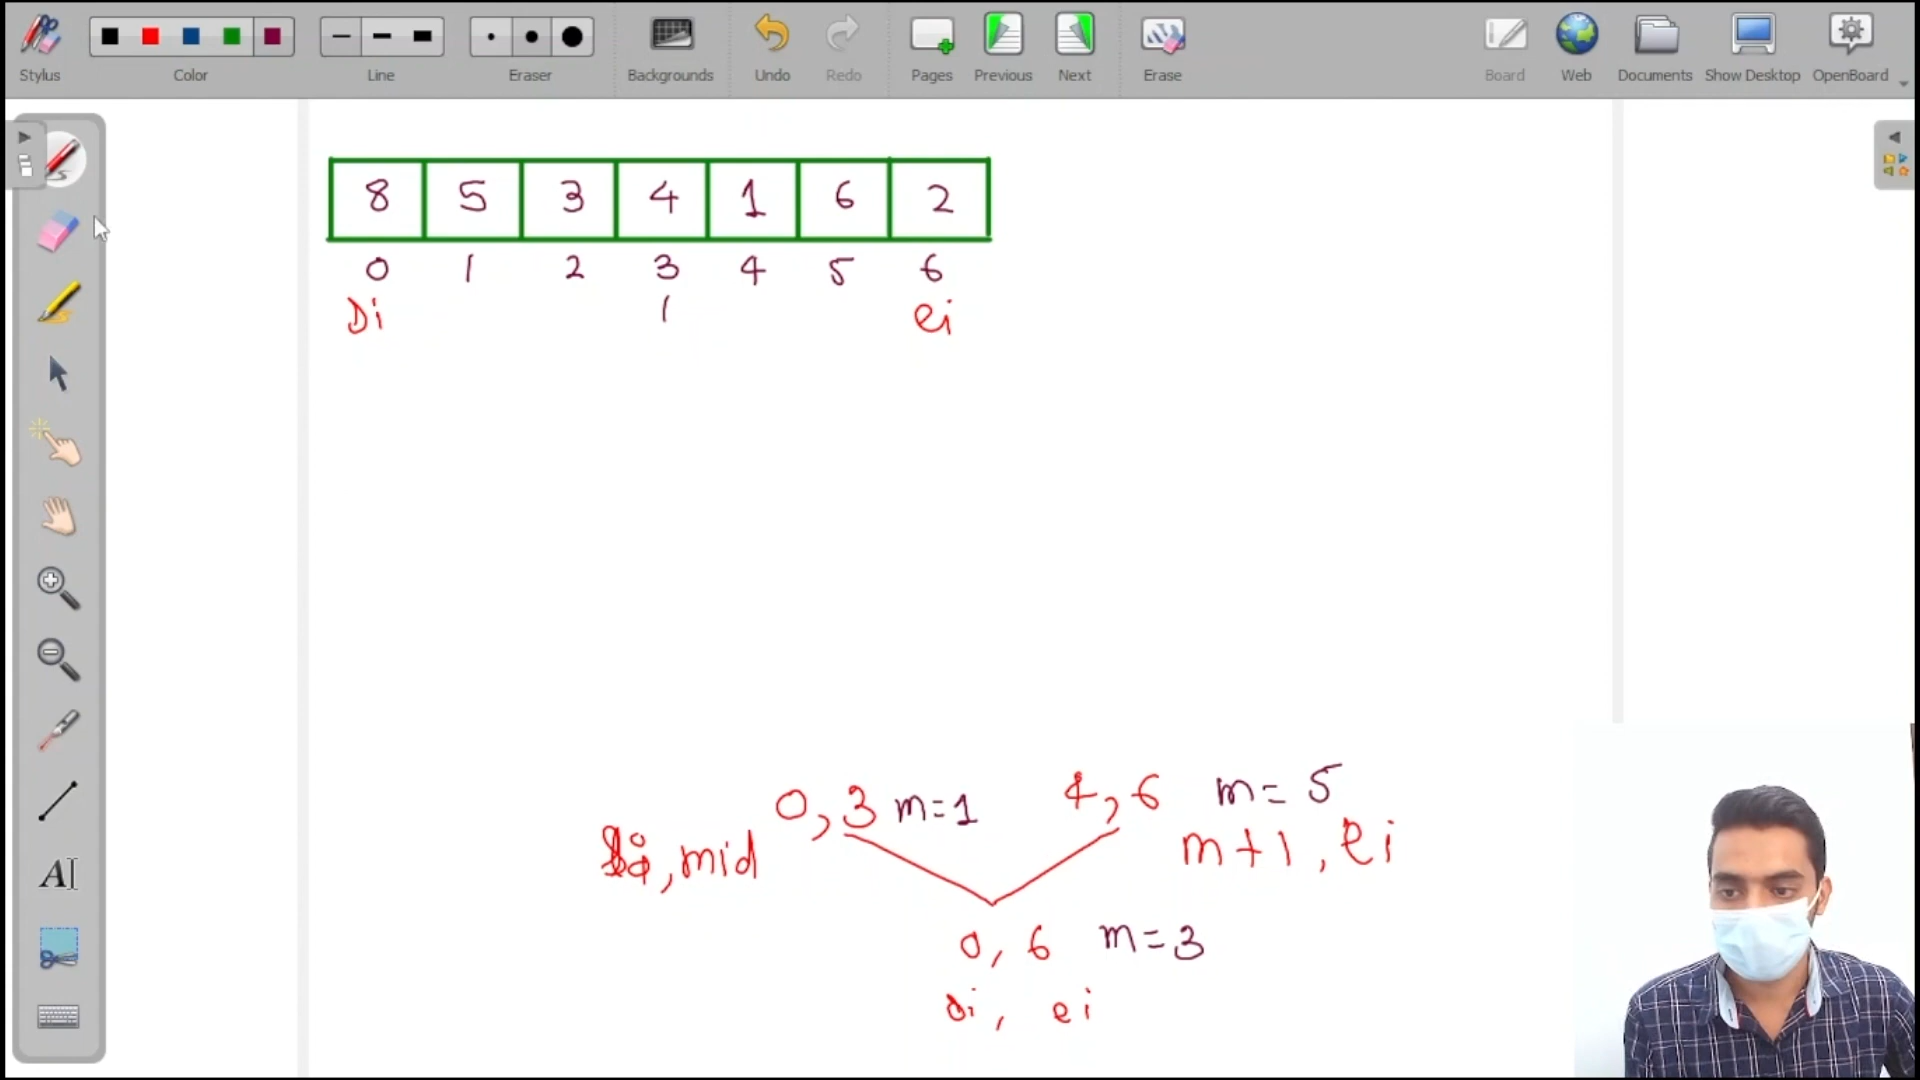 Stylus Color Line Eraser Backgrounds Undo Redo Pages Previous Next Erase Board Web Documents Show Desktop OpenBoard
8 5 3 4 1 6 2
0 1 2 3 4 5 6
si ei
0, 3 m=1 4, 6 m= 5
, mid m+1, ei
0, 6 m=3
si, ei
A